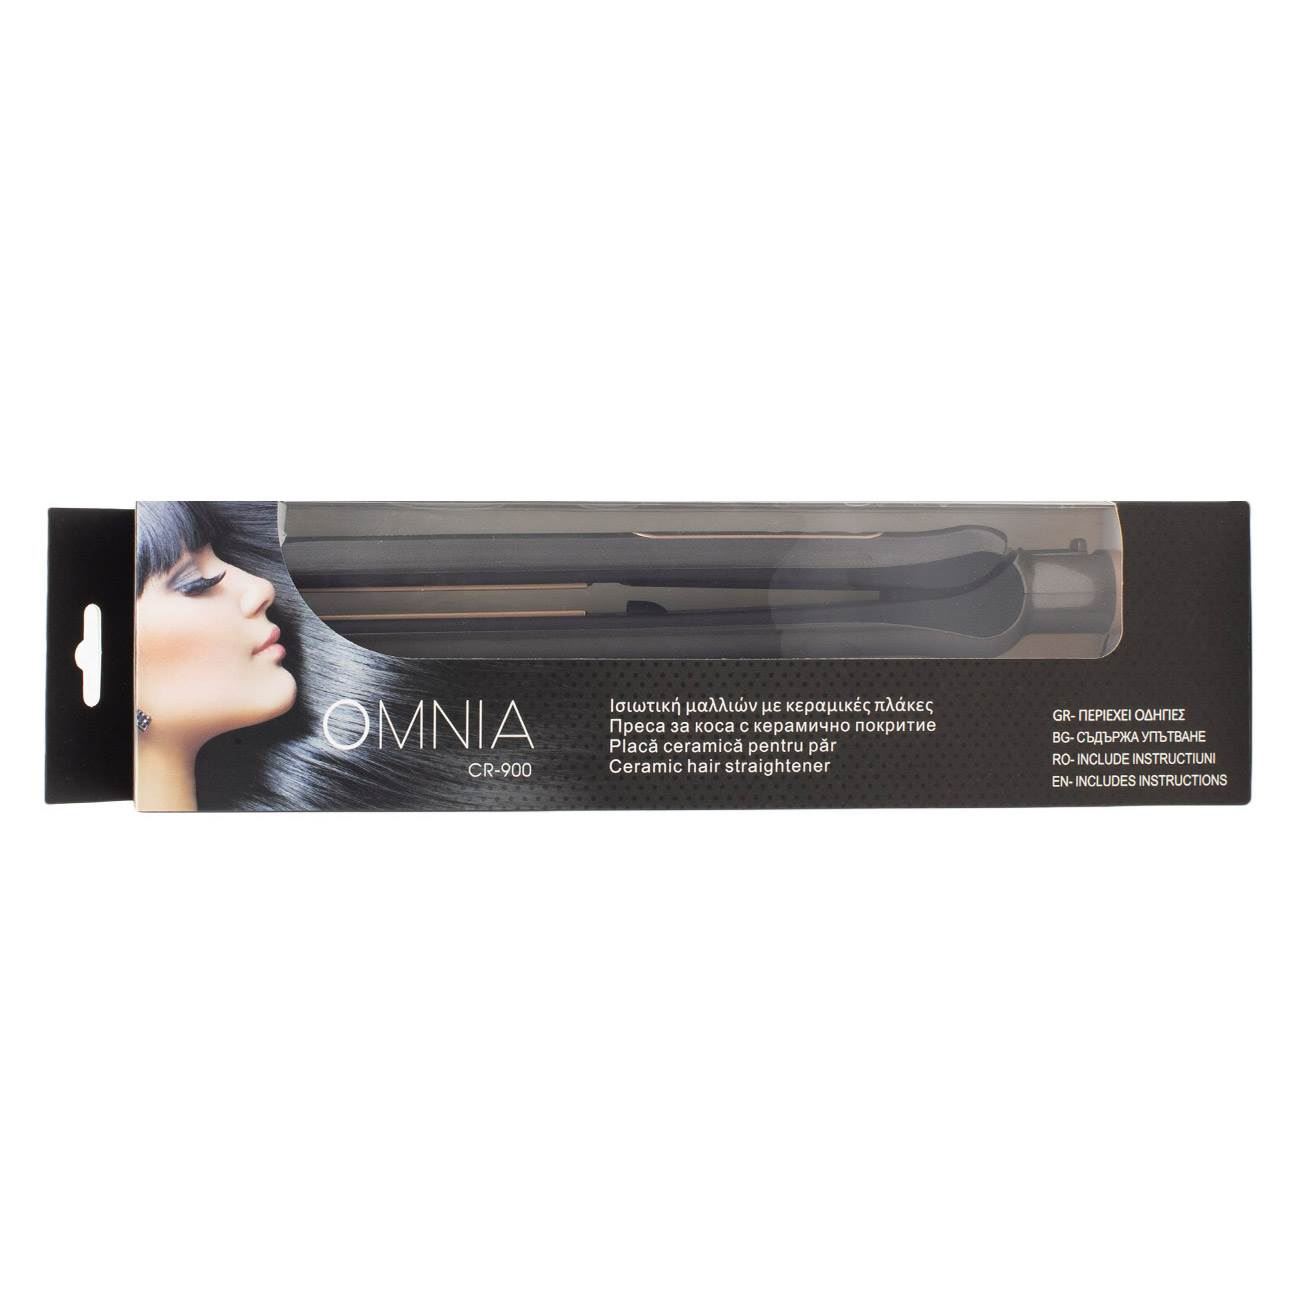 OMNIA
CR-900
Ισιωτική μαλλιών με κεραμικές πλάκες
Преса за коса с керамично покритие
Placă ceramică pentru păr
Ceramic hair straightener
GR- ΠΕΡΙΕΧΕΙ ΟΔΗΓΙΕΣ
BG- СЪДЪРЖА УПЪТВАНЕ
RO- INCLUDE INSTRUCTIUNI
EN- INCLUDES INSTRUCTIONS